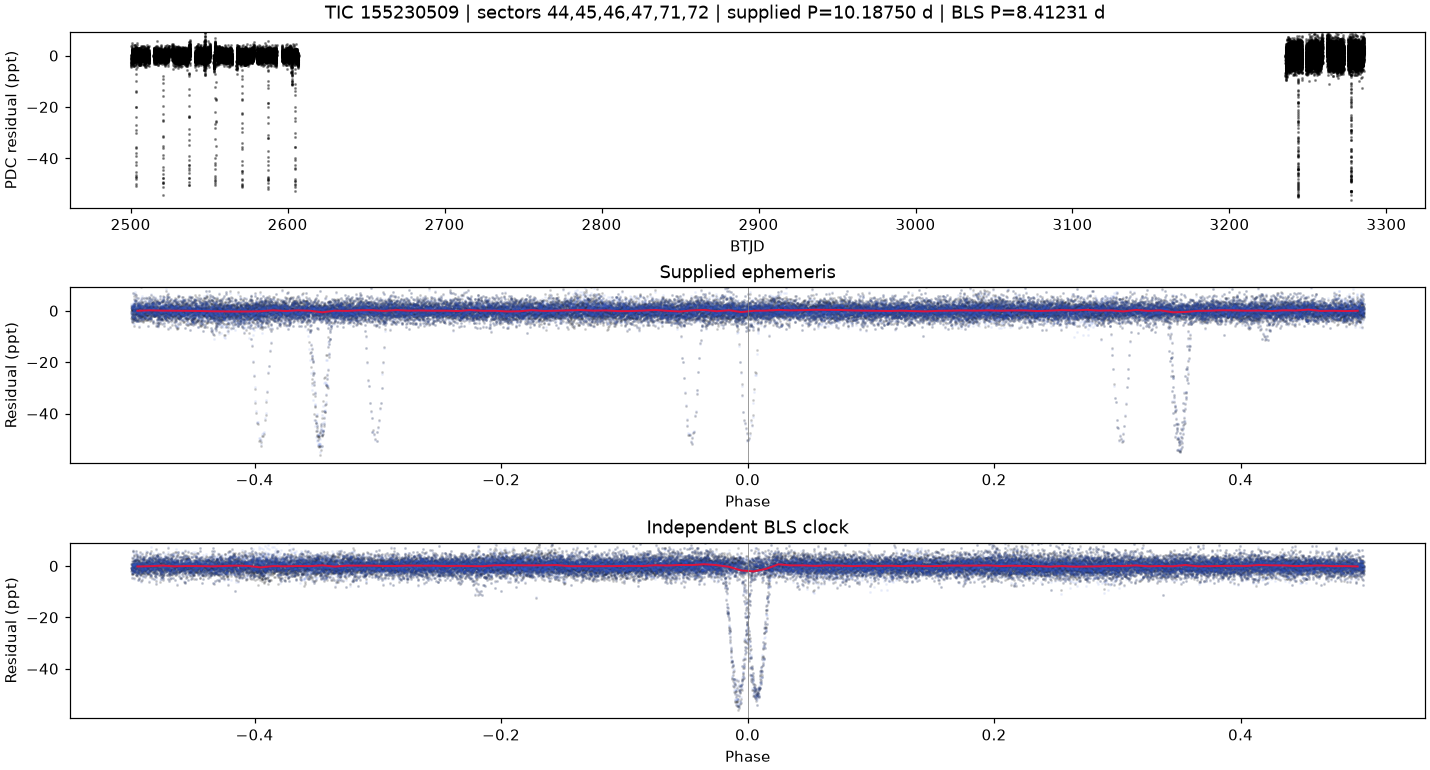 TIC 155230509 | sectors 44,45,46,47,71,72 | supplied P=10.18750 d | BLS P=8.41231 d
PDC residual (ppt)
0
−20
−40
2500 2600 2700 2800 2900 3000 3100 3200 3300
BTJD
Supplied ephemeris
Residual (ppt)
0
−20
−40
−0.4 −0.2 0.0 0.2 0.4
Phase
Independent BLS clock
Residual (ppt)
0
−20
−40
−0.4 −0.2 0.0 0.2 0.4
Phase